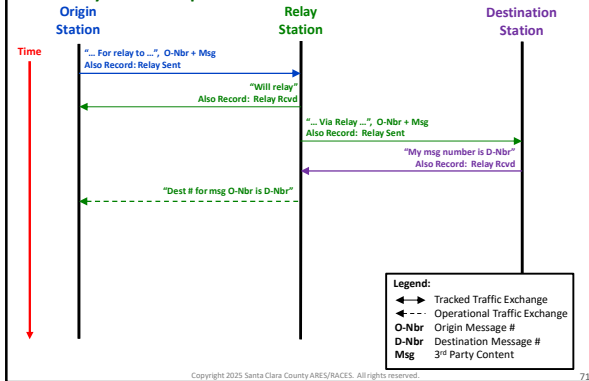 Origin
Station
Relay
Station
Destination
Station
Time
"... For relay to ...", O-Nbr + Msg
Also Record: Relay Sent
"Will relay"
Also Record: Relay Rcvd
"... Via Relay ...", O-Nbr + Msg
Also Record: Relay Sent
"My msg number is D-Nbr"
Also Record: Relay Rcvd
"Dest # for msg O-Nbr is D-Nbr"
Legend:
Tracked Traffic Exchange
Operational Traffic Exchange
O-Nbr Origin Message #
D-Nbr Destination Message #
Msg 3rd Party Content
Copyright 2025 Santa Clara County ARES/RACES. All rights reserved.
71